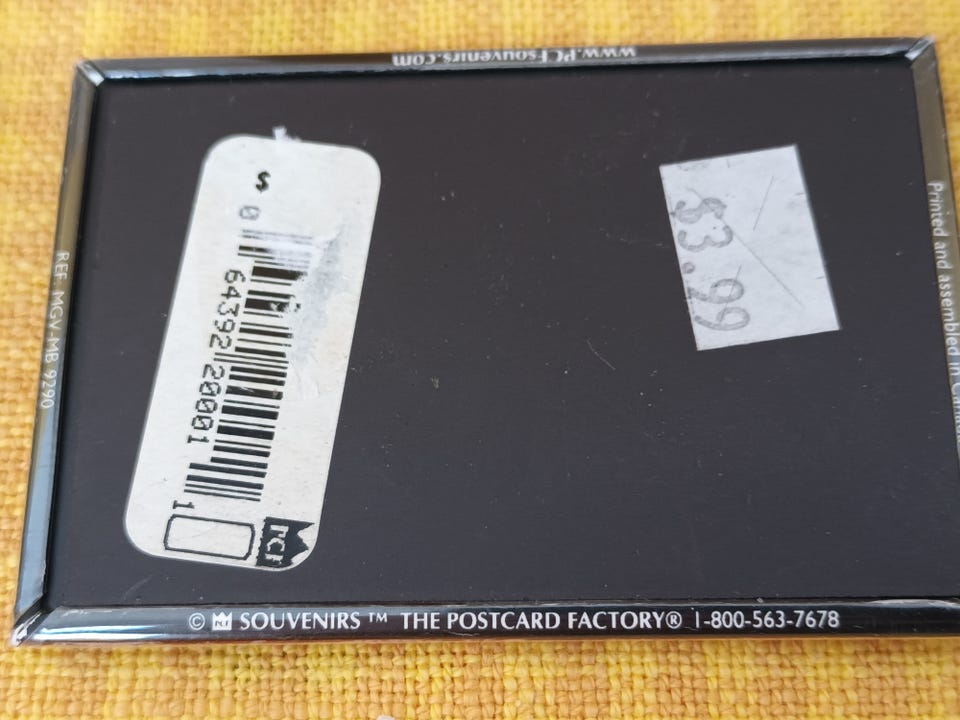 www.PCFsouvenirs.com
$
0 64392 20001 1
PCF
$3.99
REF. MGV-MB 9290
Printed and assembled in
© SOUVENIRS ™ THE POSTCARD FACTORY® 1-800-563-7678